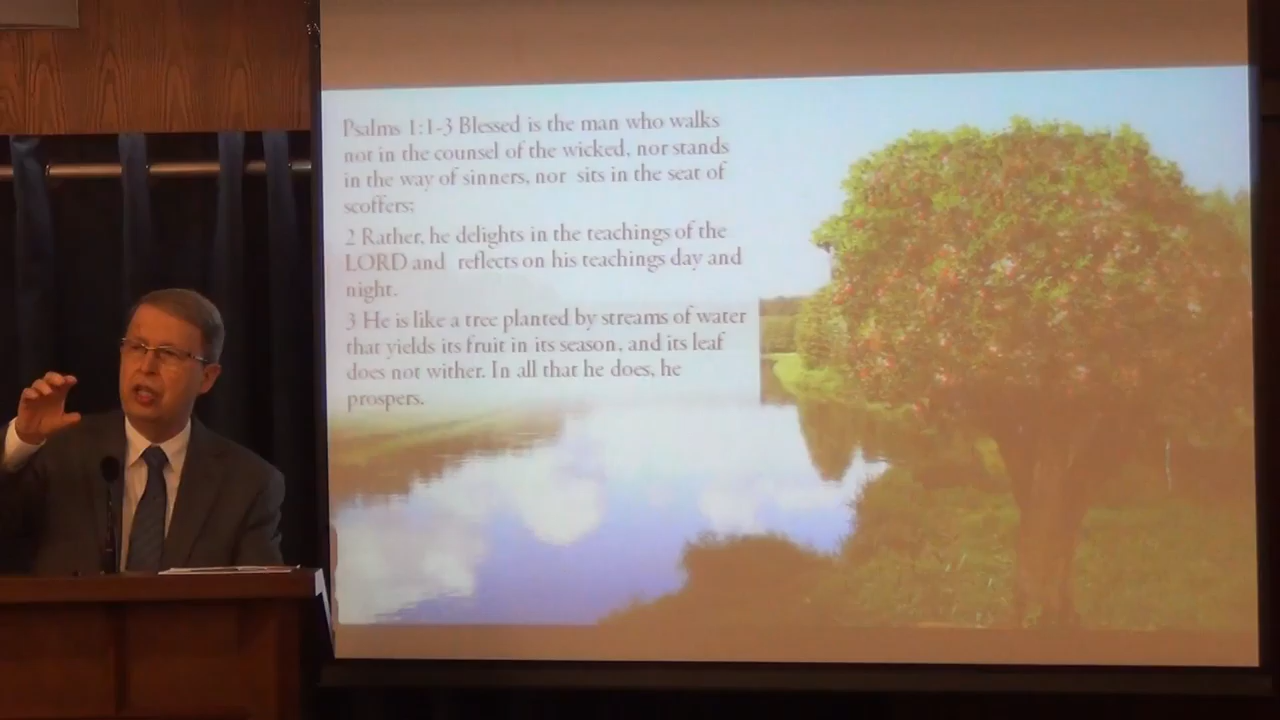 Psalms 1:1-3 Blessed is the man who walks
not in the counsel of the wicked, nor stands
in the way of sinners, nor sits in the seat of
scoffers;
2 Rather, he delights in the teachings of the
LORD and reflects on his teachings day and
night.
3 He is like a tree planted by streams of water
that yields its fruit in its season, and its leaf
does not wither. In all that he does, he
prospers.